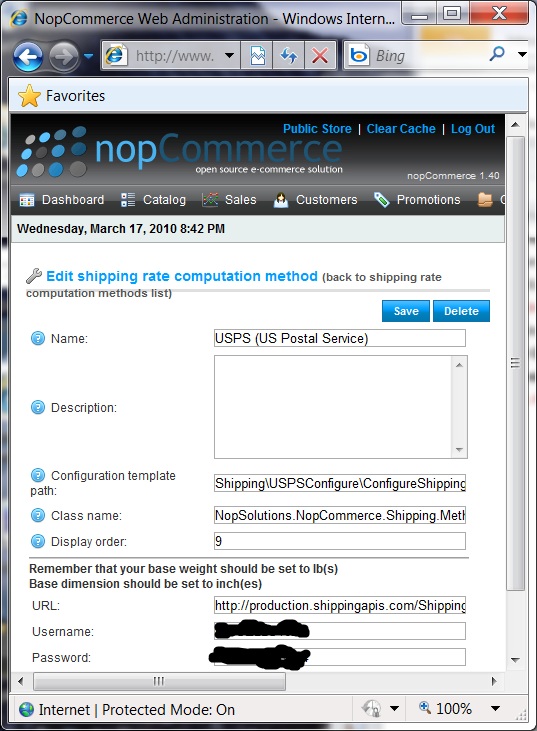 NopCommerce Web Administration - Windows Intern...
http://www.
Bing
Favorites
Public Store | Clear Cache | Log Out
nopCommerce
open source e-commerce solution
nopCommerce 1.40
Dashboard Catalog Sales Customers Promotions C
Wednesday, March 17, 2010 8:42 PM
Edit shipping rate computation method (back to shipping rate
computation methods list)
Save Delete
Name: USPS (US Postal Service)
Description:
Configuration template
path: Shipping\USPSConfigure\ConfigureShipping
Class name: NopSolutions.NopCommerce.Shipping.Meth
Display order: 9
Remember that your base weight should be set to lb(s)
Base dimension should be set to inch(es)
URL: http://production.shippingapis.com/Shipping
Username:
Password:
Internet | Protected Mode: On 100%